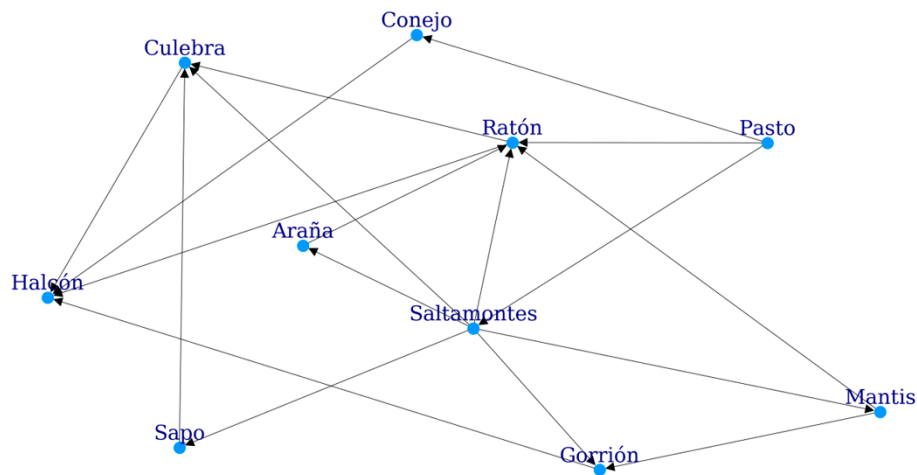 Conejo
Culebra
Ratón
Pasto
Araña
Halcón
Saltamontes
Mantis
Sapo
Gorrión